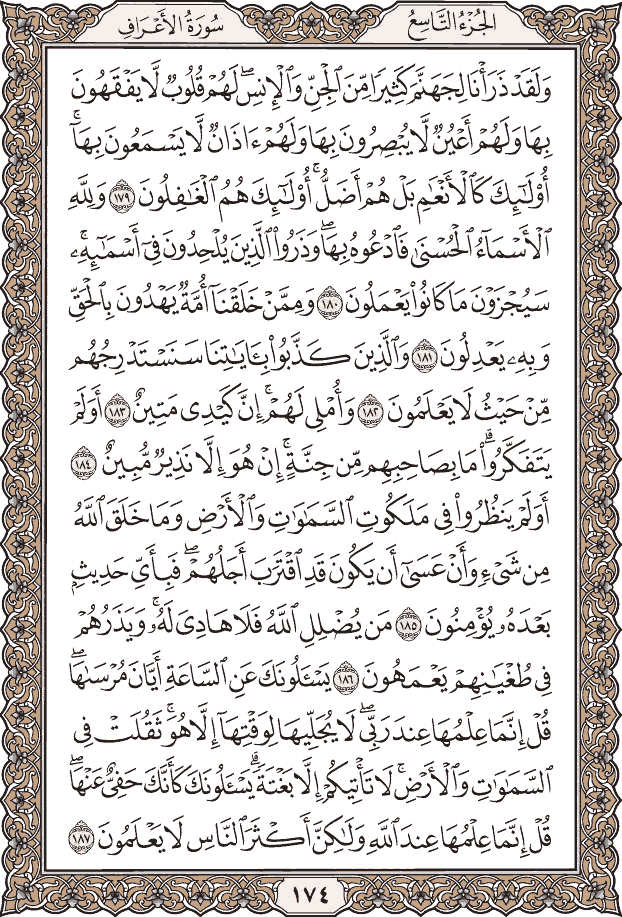 الجُزْءُ التَّاسِعُ
سُورَةُ الأَعْرَافِ
وَلَقَدْ ذَرَأْنَا لِجَهَنَّمَ كَثِيرًا مِّنَ ٱلْجِنِّ وَٱلْإِنسِ ۖ لَهُمْ قُلُوبٌ لَّا يَفْقَهُونَ
بِهَا وَلَهُمْ أَعْيُنٌ لَّا يُبْصِرُونَ بِهَا وَلَهُمْ ءَاذَانٌ لَّا يَسْمَعُونَ بِهَآ ۚ
أُو۟لَـٰٓئِكَ كَٱلْأَنْعَـٰمِ بَلْ هُمْ أَضَلُّ ۚ أُو۟لَـٰٓئِكَ هُمُ ٱلْغَـٰفِلُونَ ١٧٩ وَلِلَّهِ
ٱلْأَسْمَآءُ ٱلْحُسْنَىٰ فَٱدْعُوهُ بِهَا ۖ وَذَرُوا۟ ٱلَّذِينَ يُلْحِدُونَ فِىٓ أَسْمَـٰٓئِهِۦ ۚ
سَيُجْزَوْنَ مَا كَانُوا۟ يَعْمَلُونَ ١٨٠ وَمِمَّنْ خَلَقْنَآ أُمَّةٌ يَهْدُونَ بِٱلْحَقِّ
وَبِهِۦ يَعْدِلُونَ ١٨١ وَٱلَّذِينَ كَذَّبُوا۟ بِـَٔايَـٰتِنَا سَنَسْتَدْرِجُهُم
مِّنْ حَيْثُ لَا يَعْلَمُونَ ١٨٢ وَأُمْلِى لَهُمْ ۚ إِنَّ كَيْدِى مَتِينٌ ١٨٣ أَوَلَمْ
يَتَفَكَّرُوا۟ ۗ مَا بِصَاحِبِهِم مِّن جِنَّةٍ ۚ إِنْ هُوَ إِلَّا نَذِيرٌ مُّبِينٌ ١٨٤
أَوَلَمْ يَنظُرُوا۟ فِى مَلَكُوتِ ٱلسَّمَـٰوَٰتِ وَٱلْأَرْضِ وَمَا خَلَقَ ٱللَّهُ
مِن شَىْءٍ وَأَنْ عَسَىٰٓ أَن يَكُونَ قَدِ ٱقْتَرَبَ أَجَلُهُمْ ۖ فَبِأَىِّ حَدِيثٍۭ
بَعْدَهُۥ يُؤْمِنُونَ ١٨٥ مَن يُضْلِلِ ٱللَّهُ فَلَا هَادِىَ لَهُۥ ۚ وَيَذَرُهُمْ
فِى طُغْيَـٰنِهِمْ يَعْمَهُونَ ١٨٦ يَسْـَٔلُونَكَ عَنِ ٱلسَّاعَةِ أَيَّانَ مُرْسَىٰهَا ۖ
قُلْ إِنَّمَا عِلْمُهَا عِندَ رَبِّى ۖ لَا يُجَلِّيهَا لِوَقْتِهَآ إِلَّا هُوَ ۚ ثَقُلَتْ فِى
ٱلسَّمَـٰوَٰتِ وَٱلْأَرْضِ ۚ لَا تَأْتِيكُمْ إِلَّا بَغْتَةً ۗ يَسْـَٔلُونَكَ كَأَنَّكَ حَفِىٌّ عَنْهَا ۖ
قُلْ إِنَّمَا عِلْمُهَا عِندَ ٱللَّهِ وَلَـٰكِنَّ أَكْثَرَ ٱلنَّاسِ لَا يَعْلَمُونَ ١٨٧
١٧٤